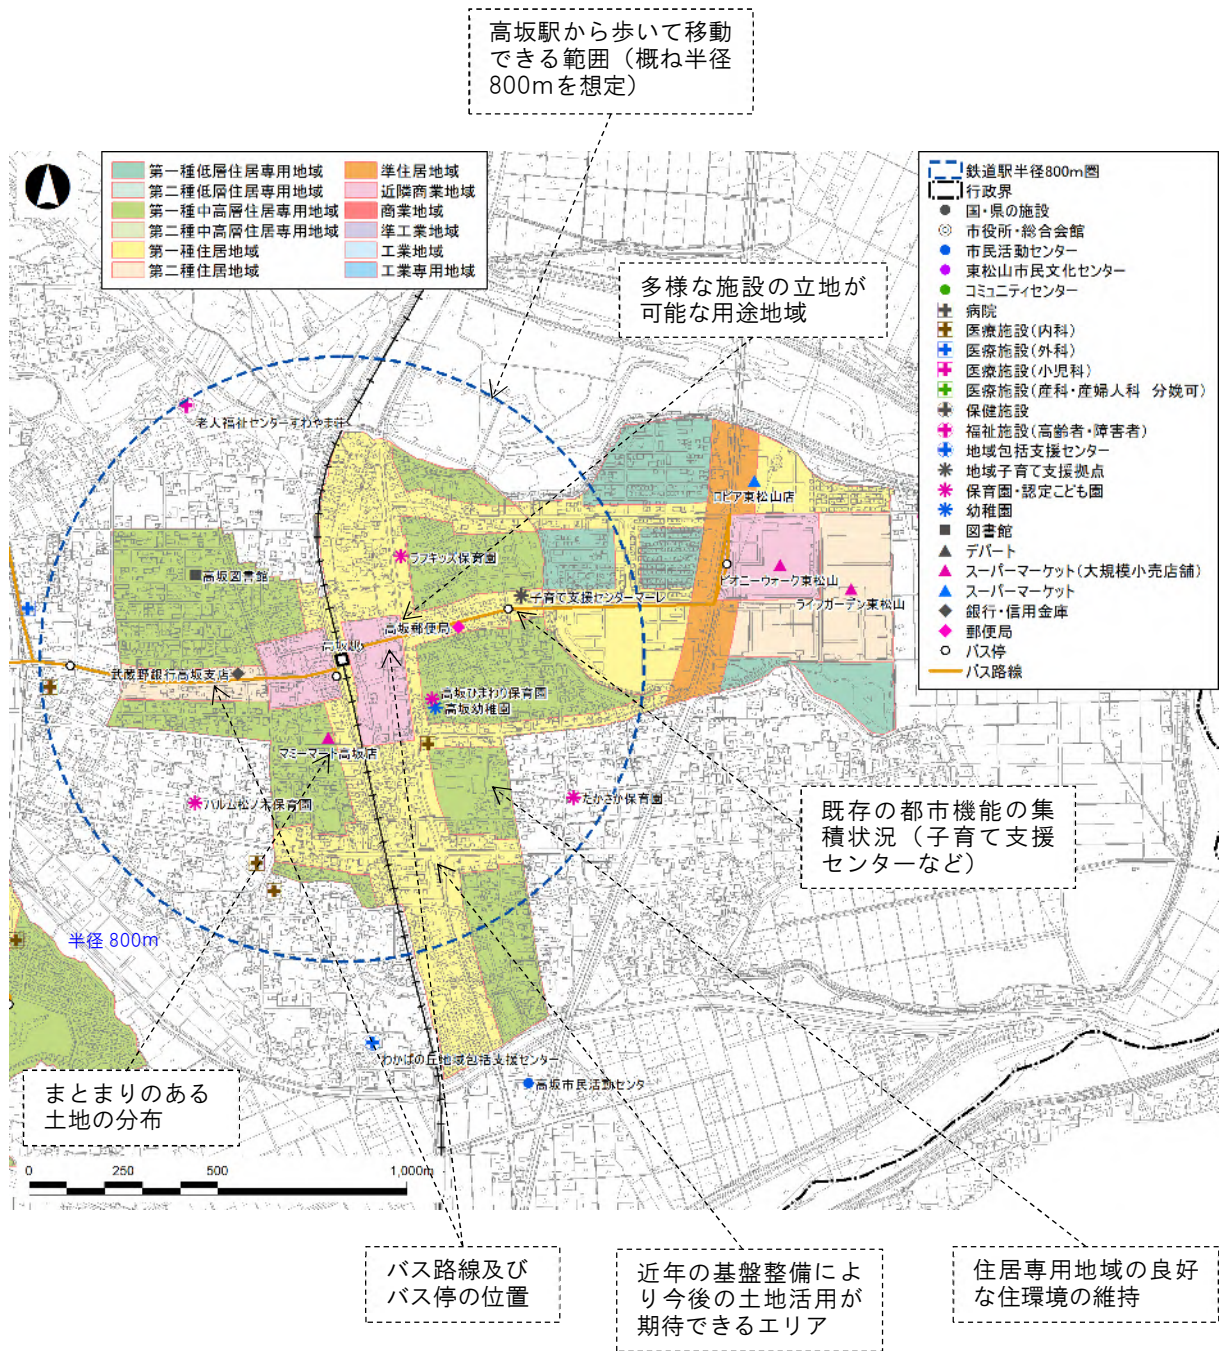 高坂駅から歩いて移動
できる範囲（概ね半径
800mを想定）
第一種低層住居専用地域
第二種低層住居専用地域
第一種中高層住居専用地域
第二種中高層住居専用地域
第一種住居地域
第二種住居地域
準住居地域
近隣商業地域
商業地域
準工業地域
工業地域
工業専用地域
鉄道駅半径800m圏
行政界
国・県の施設
市役所・総合会館
市民活動センター
東松山市民文化センター
コミュニティセンター
病院
医療施設(内科)
医療施設(外科)
医療施設(小児科)
医療施設(産科・産婦人科 分娩可)
保健施設
福祉施設(高齢者・障害者)
地域包括支援センター
地域子育て支援拠点
保育園・認定こども園
幼稚園
図書館
デパート
スーパーマーケット(大規模小売店舗)
スーパーマーケット
銀行・信用金庫
郵便局
バス停
バス路線
多様な施設の立地が
可能な用途地域
老人福祉センターすわやま荘
ロピア東松山店
ラフキッズ保育園
高坂図書館
ピオニーウォーク東松山
ライフガーデン東松山
子育て支援センターマーレ
高坂郵便局
高坂駅
武蔵野銀行高坂支店
高坂ひまわり保育園
高坂幼稚園
マミーマート高坂店
ハルム松ノ木保育園
たかさか保育園
既存の都市機能の集
積状況（子育て支援
センターなど）
半径 800m
わかばの丘地域包括支援センター
高坂市民活動センタ
まとまりのある
土地の分布
0 250 500 1,000m
バス路線及び
バス停の位置
近年の基盤整備によ
り今後の土地活用が
期待できるエリア
住居専用地域の良好
な住環境の維持